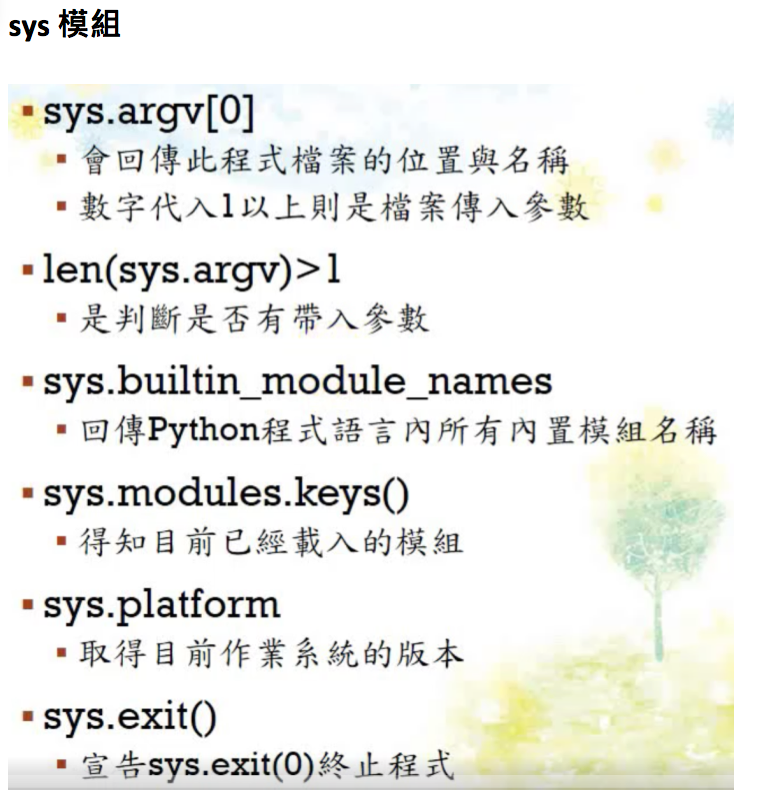 sys 模組
sys.argv[0]
會回傳此程式檔案的位置與名稱
數字代入1以上則是檔案傳入參數
len(sys.argv)>1
是判斷是否有帶入參數
sys.builtin_module_names
回傳Python程式語言內所有內置模組名稱
sys.modules.keys()
得知目前已經載入的模組
sys.platform
取得目前作業系統的版本
sys.exit()
宣告sys.exit(0)終止程式